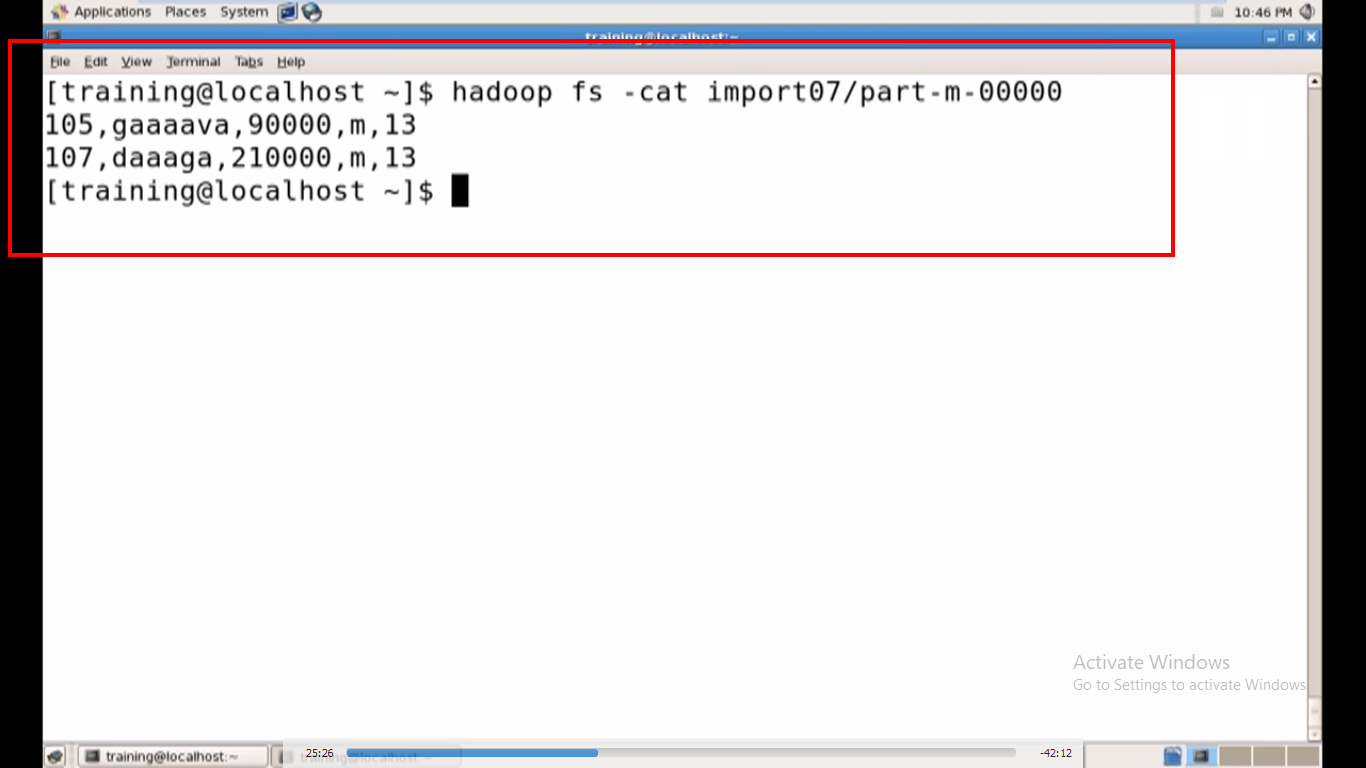 Applications Places System 10:46 PM
training@localhost:~
File Edit View Terminal Tabs Help
[training@localhost ~]$ hadoop fs -cat import07/part-m-00000
105,gaaaava,90000,m,13
107,daaaga,210000,m,13
[training@localhost ~]$
Activate Windows
Go to Settings to activate Windows
training@localhost:~ training@localhost:~ 25:26 -42:12